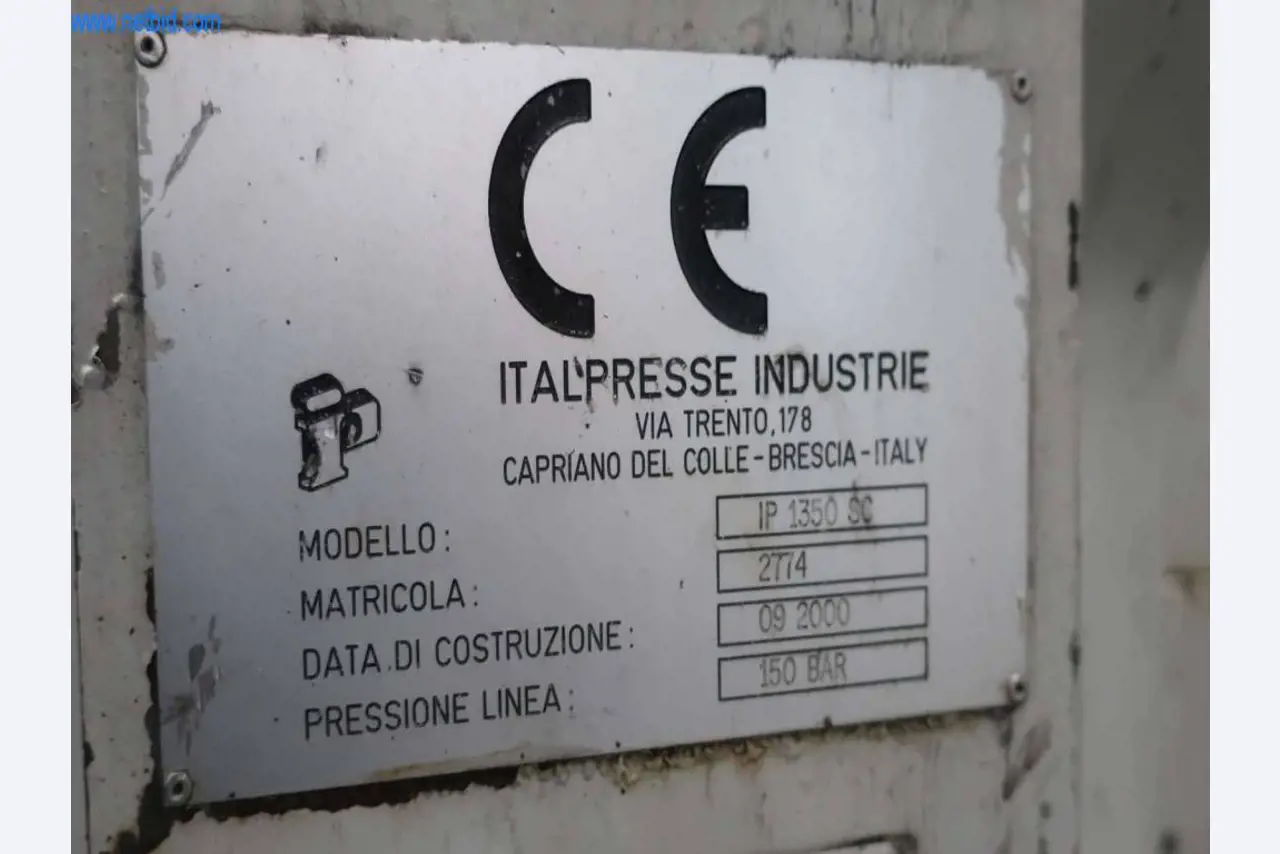 www.netbid.com
CE
ITALPRESSE INDUSTRIE
VIA TRENTO, 178
CAPRIANO DEL COLLE - BRESCIA - ITALY
MODELLO: IP 1350 SC
MATRICOLA: 2774
DATA DI COSTRUZIONE: 09 2000
PRESSIONE LINEA: 150 BAR